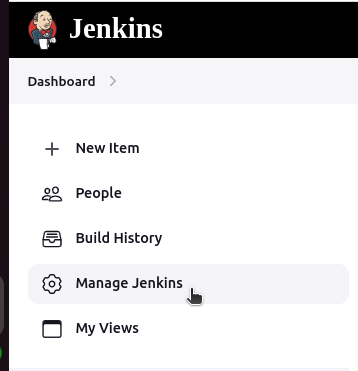 Jenkins
Dashboard
New Item
People
Build History
Manage Jenkins
My Views